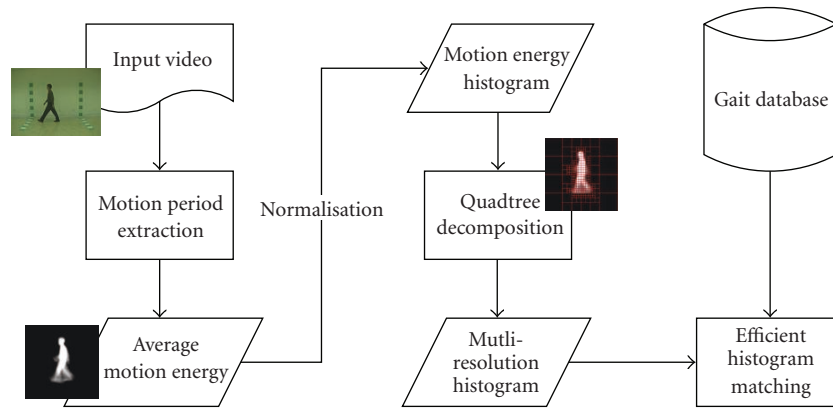 Input video
Motion period
extraction
Average
motion energy
Normalisation
Motion energy
histogram
Quadtree
decomposition
Mutli-
resolution
histogram
Gait database
Efficient
histogram
matching